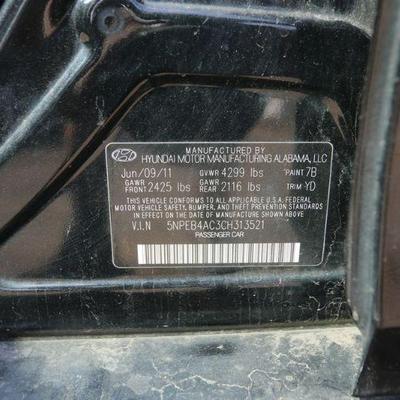 MANUFACTURED BY
HYUNDAI MOTOR MANUFACTURING ALABAMA, LLC
Jun/09/11 GVWR 4299 lbs PAINT 7B
GAWR FRONT 2425 lbs GAWR REAR 2116 lbs TRIM YD
THIS VEHICLE CONFORMS TO ALL APPLICABLE U.S.A FEDERAL
MOTOR VEHICLE SAFETY, BUMPER, AND THEFT PREVENTION
STANDARDS IN EFFECT ON THE DATE OF MANUFACTURE SHOWN ABOVE.
V.I.N 5NPEB4AC3CH313521
PASSENGER CAR